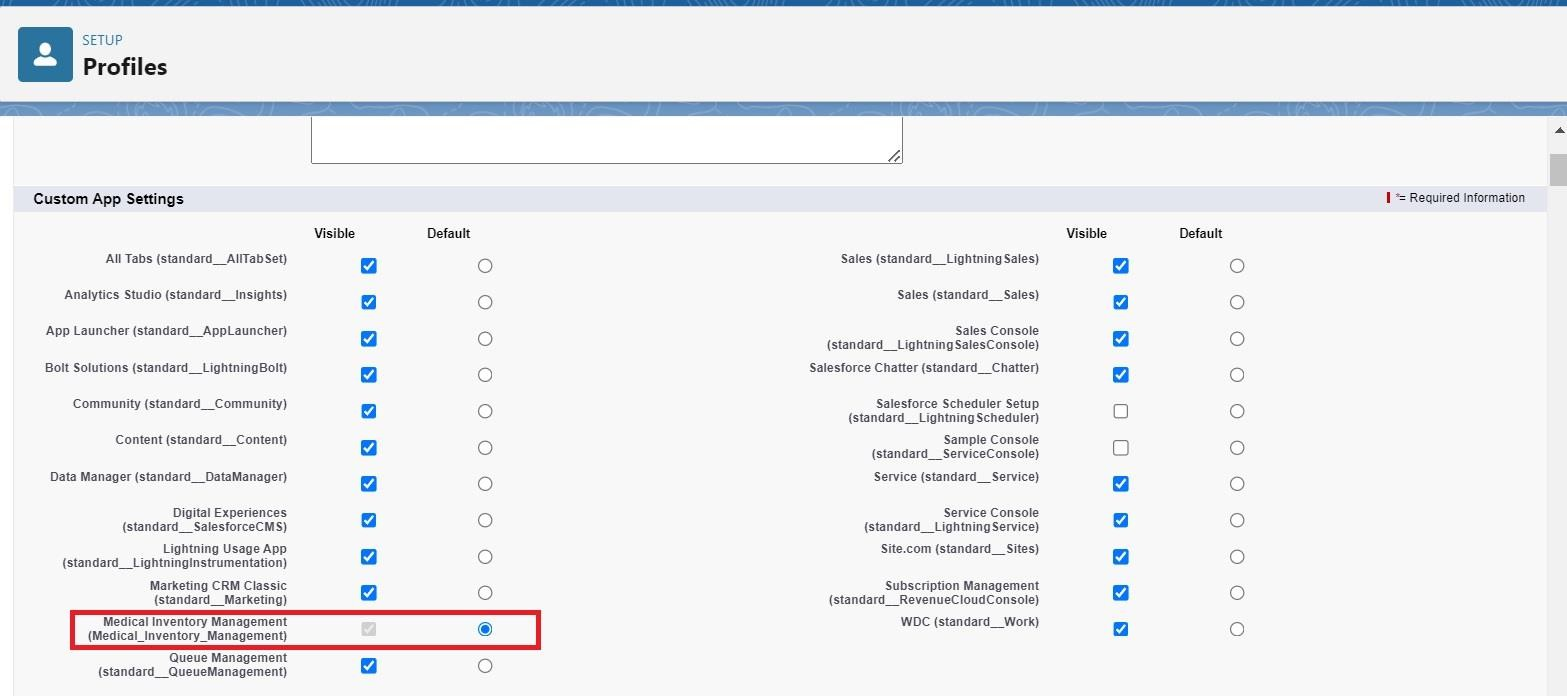 SETUP
Profiles
Custom App Settings
*= Required Information
Visible Default
All Tabs (standard__AllTabSet)
Analytics Studio (standard__Insights)
App Launcher (standard__AppLauncher)
Bolt Solutions (standard__LightningBolt)
Community (standard__Community)
Content (standard__Content)
Data Manager (standard__DataManager)
Digital Experiences
(standard__SalesforceCMS)
Lightning Usage App
(standard__LightningInstrumentation)
Marketing CRM Classic
(standard__Marketing)
Medical Inventory Management
(Medical_Inventory_Management)
Queue Management
(standard__QueueManagement)
Visible Default
Sales (standard__LightningSales)
Sales (standard__Sales)
Sales Console
(standard__LightningSalesConsole)
Salesforce Chatter (standard__Chatter)
Salesforce Scheduler Setup
(standard__LightningScheduler)
Sample Console
(standard__ServiceConsole)
Service (standard__Service)
Service Console
(standard__LightningService)
Site.com (standard__Sites)
Subscription Management
(standard__RevenueCloudConsole)
WDC (standard__Work)